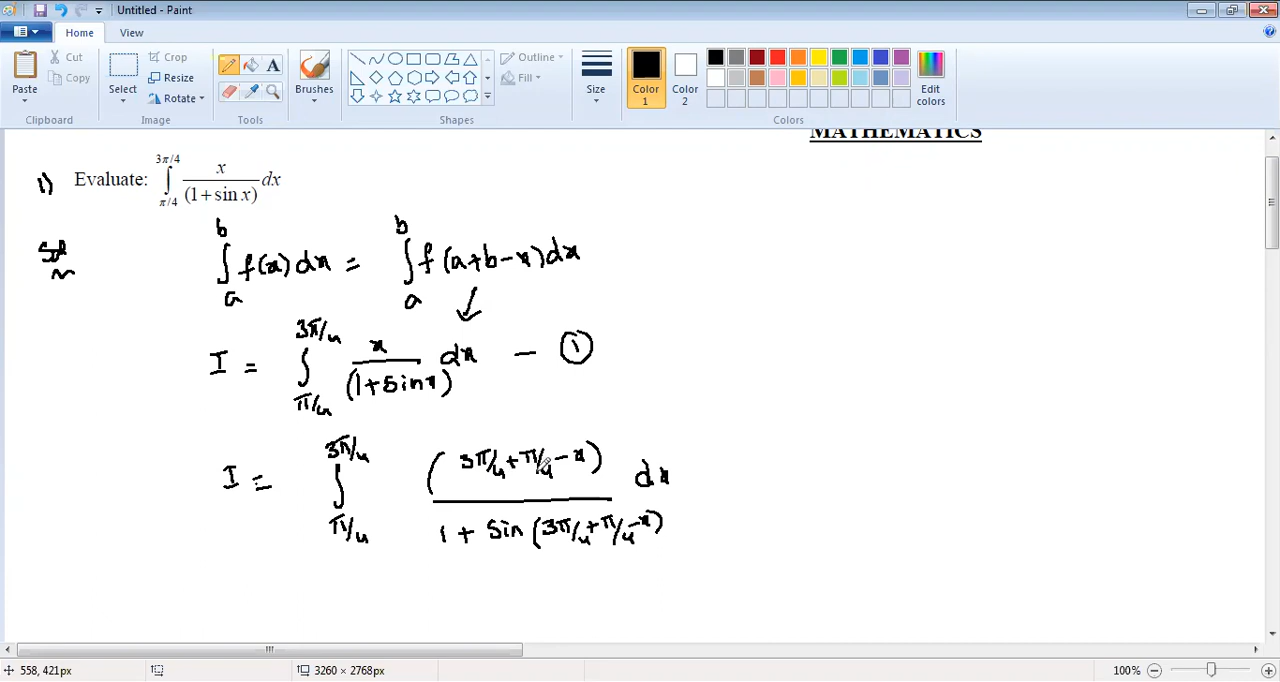 Untitled - Paint
Home View
Paste
Cut
Copy
Clipboard
Select
Crop
Resize
Rotate
Image
A
Tools
Brushes
Shapes
Outline
Fill
Size
Color 1
Color 2
Edit colors
Colors
MATHEMATICS
1) Evaluate: ∫_{π/4}^{3π/4} x/(1+sin x) dx
Sol
∫_a^b f(x)dx = ∫_a^b f(a+b-x)dx
I = ∫_{π/4}^{3π/4} x/(1+Sinx) dx — ①
I = ∫_{π/4}^{3π/4} (3π/4+π/4-x)/(1+Sin(3π/4+π/4-x)) dx
558, 421px
3260 × 2768px
100%